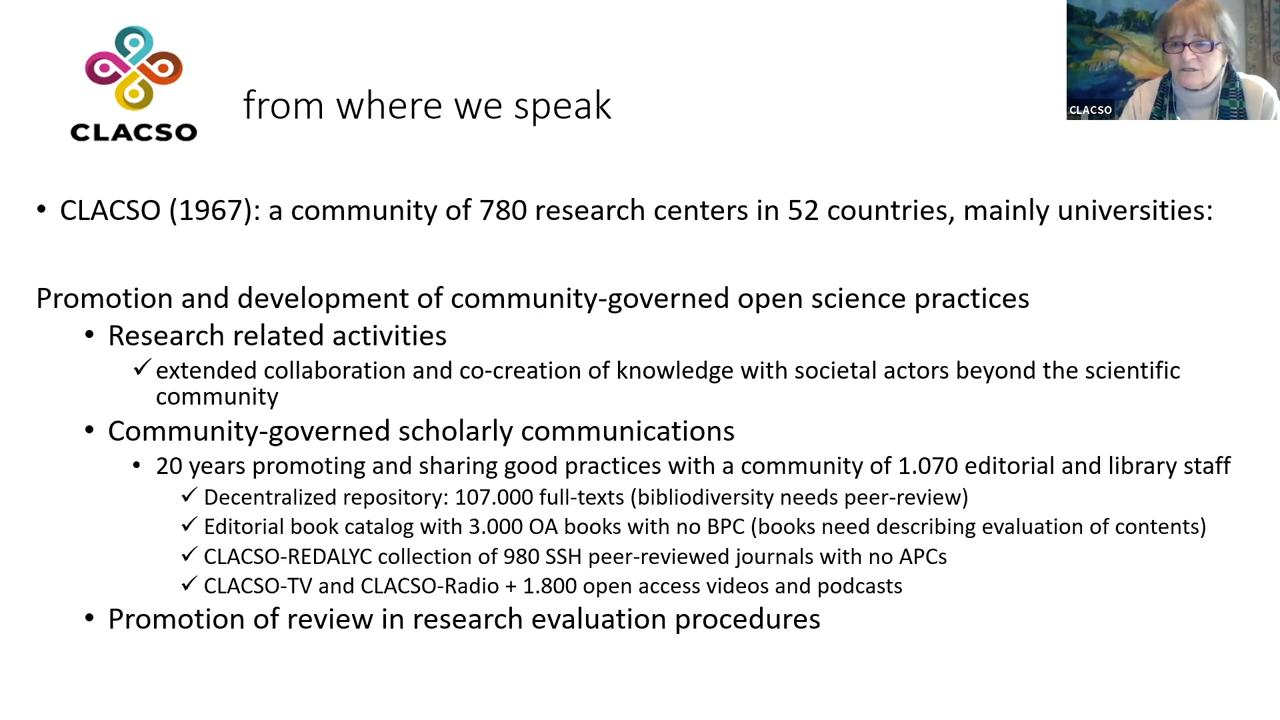 CLACSO
from where we speak
CLACSO
• CLACSO (1967): a community of 780 research centers in 52 countries, mainly universities:
Promotion and development of community-governed open science practices
• Research related activities
✓ extended collaboration and co-creation of knowledge with societal actors beyond the scientific
community
• Community-governed scholarly communications
• 20 years promoting and sharing good practices with a community of 1.070 editorial and library staff
✓ Decentralized repository: 107.000 full-texts (bibliodiversity needs peer-review)
✓ Editorial book catalog with 3.000 OA books with no BPC (books need describing evaluation of contents)
✓ CLACSO-REDALYC collection of 980 SSH peer-reviewed journals with no APCs
✓ CLACSO-TV and CLACSO-Radio + 1.800 open access videos and podcasts
• Promotion of review in research evaluation procedures